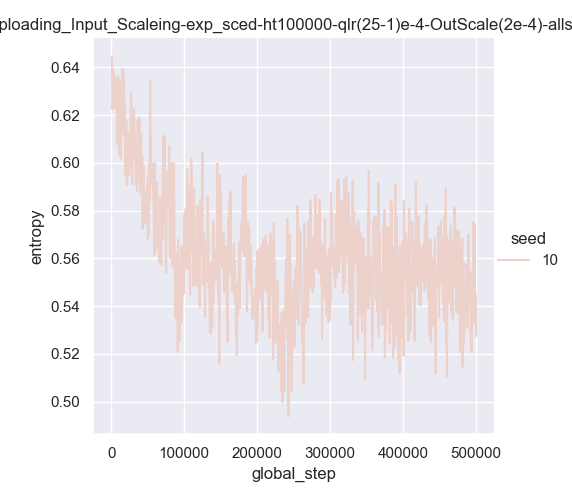 ploading_Input_Scaleing-exp_sced-ht100000-qlr(25-1)e-4-OutScale(2e-4)-alls
0.64
0.62
0.60
0.58
0.56
0.54
0.52
0.50
entropy
seed
10
0 100000 200000 300000 400000 500000
global_step